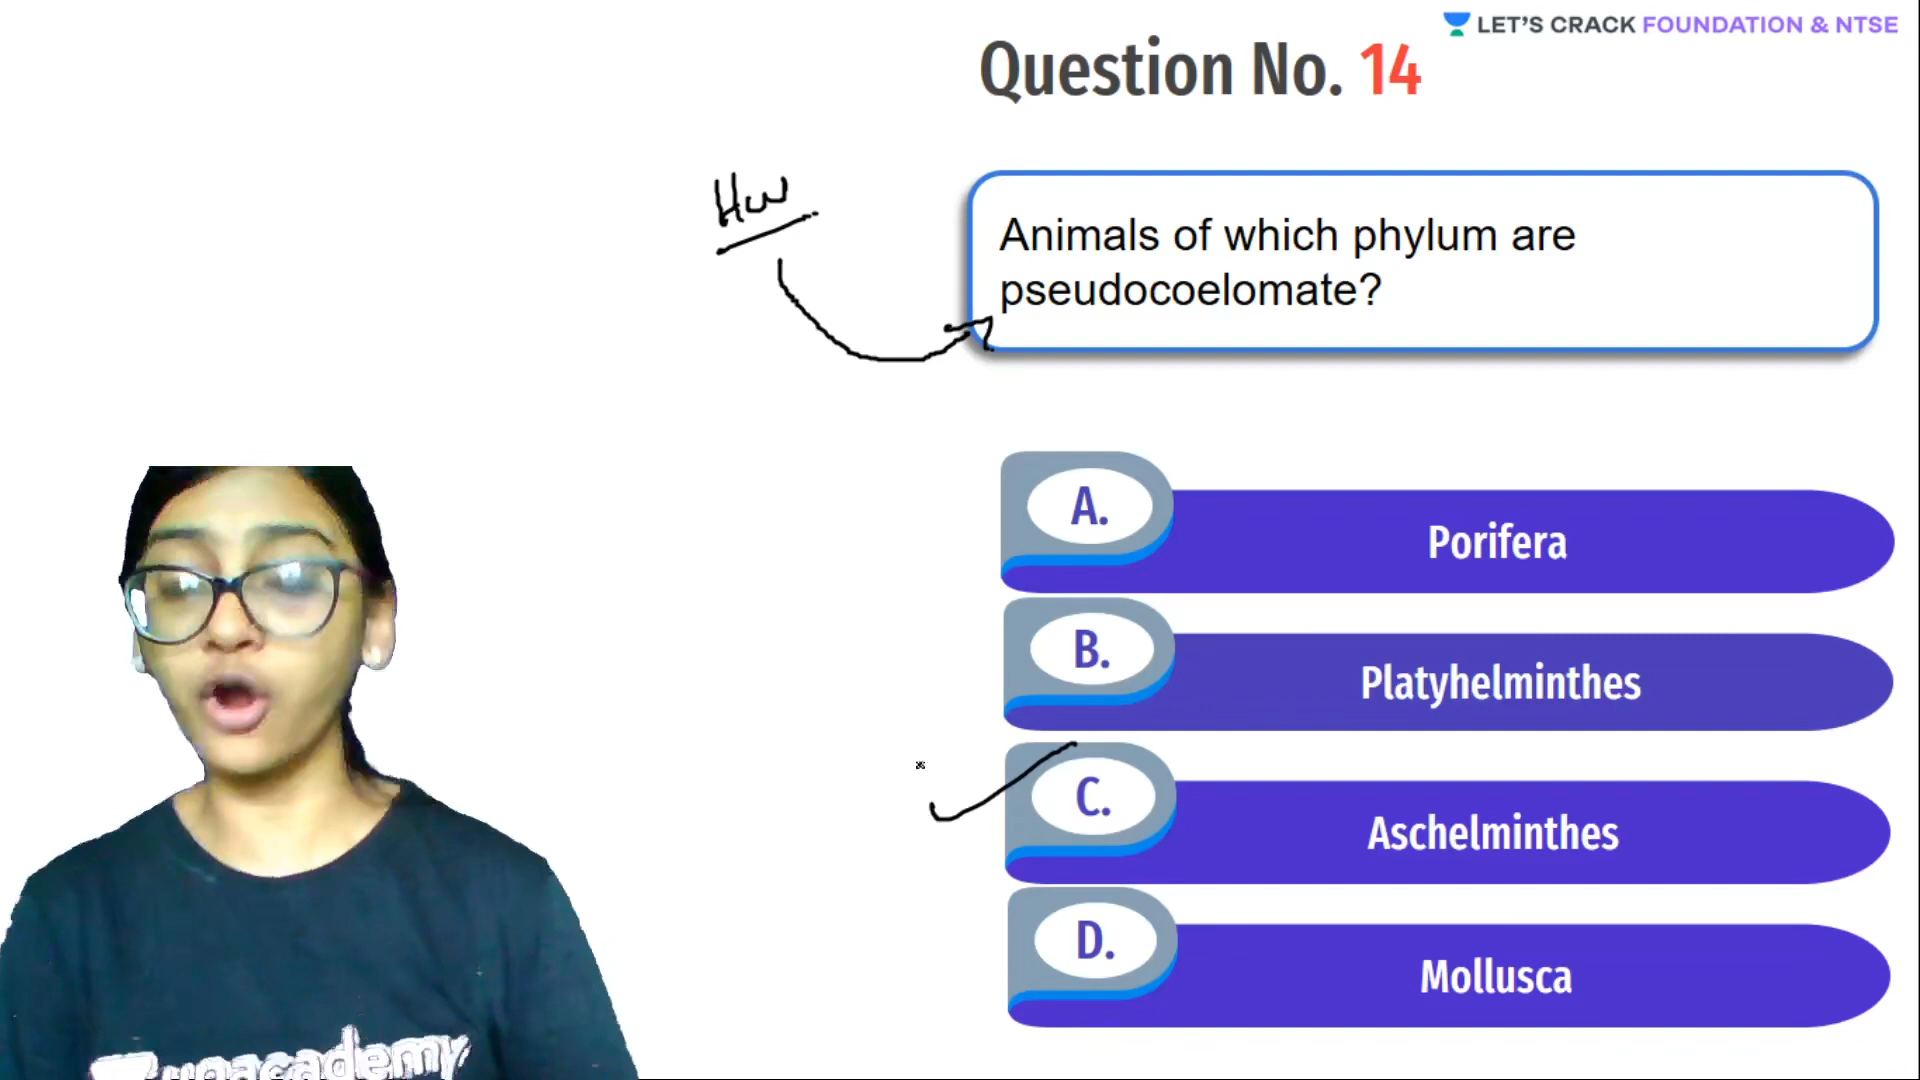 LET'S CRACK FOUNDATION & NTSE
Question No. 14
Hw
Animals of which phylum are
pseudocoelomate?
A.
Porifera
B.
Platyhelminthes
C.
Aschelminthes
D.
Mollusca
unacademy